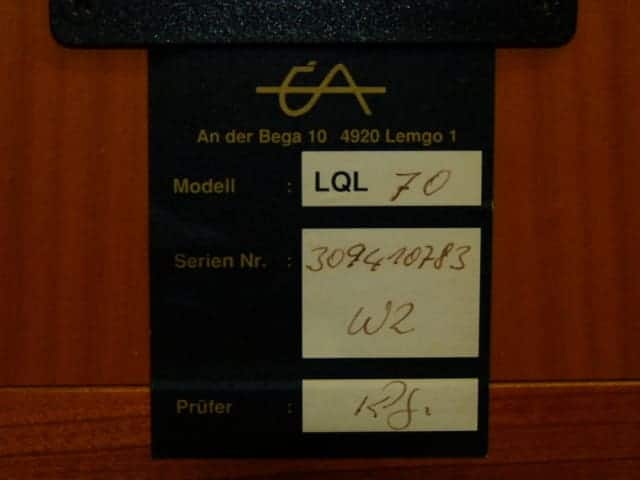 An der Bega 10 4920 Lemgo 1
Modell : LQL 70
Serien Nr. : 309410783
W2
Prüfer :